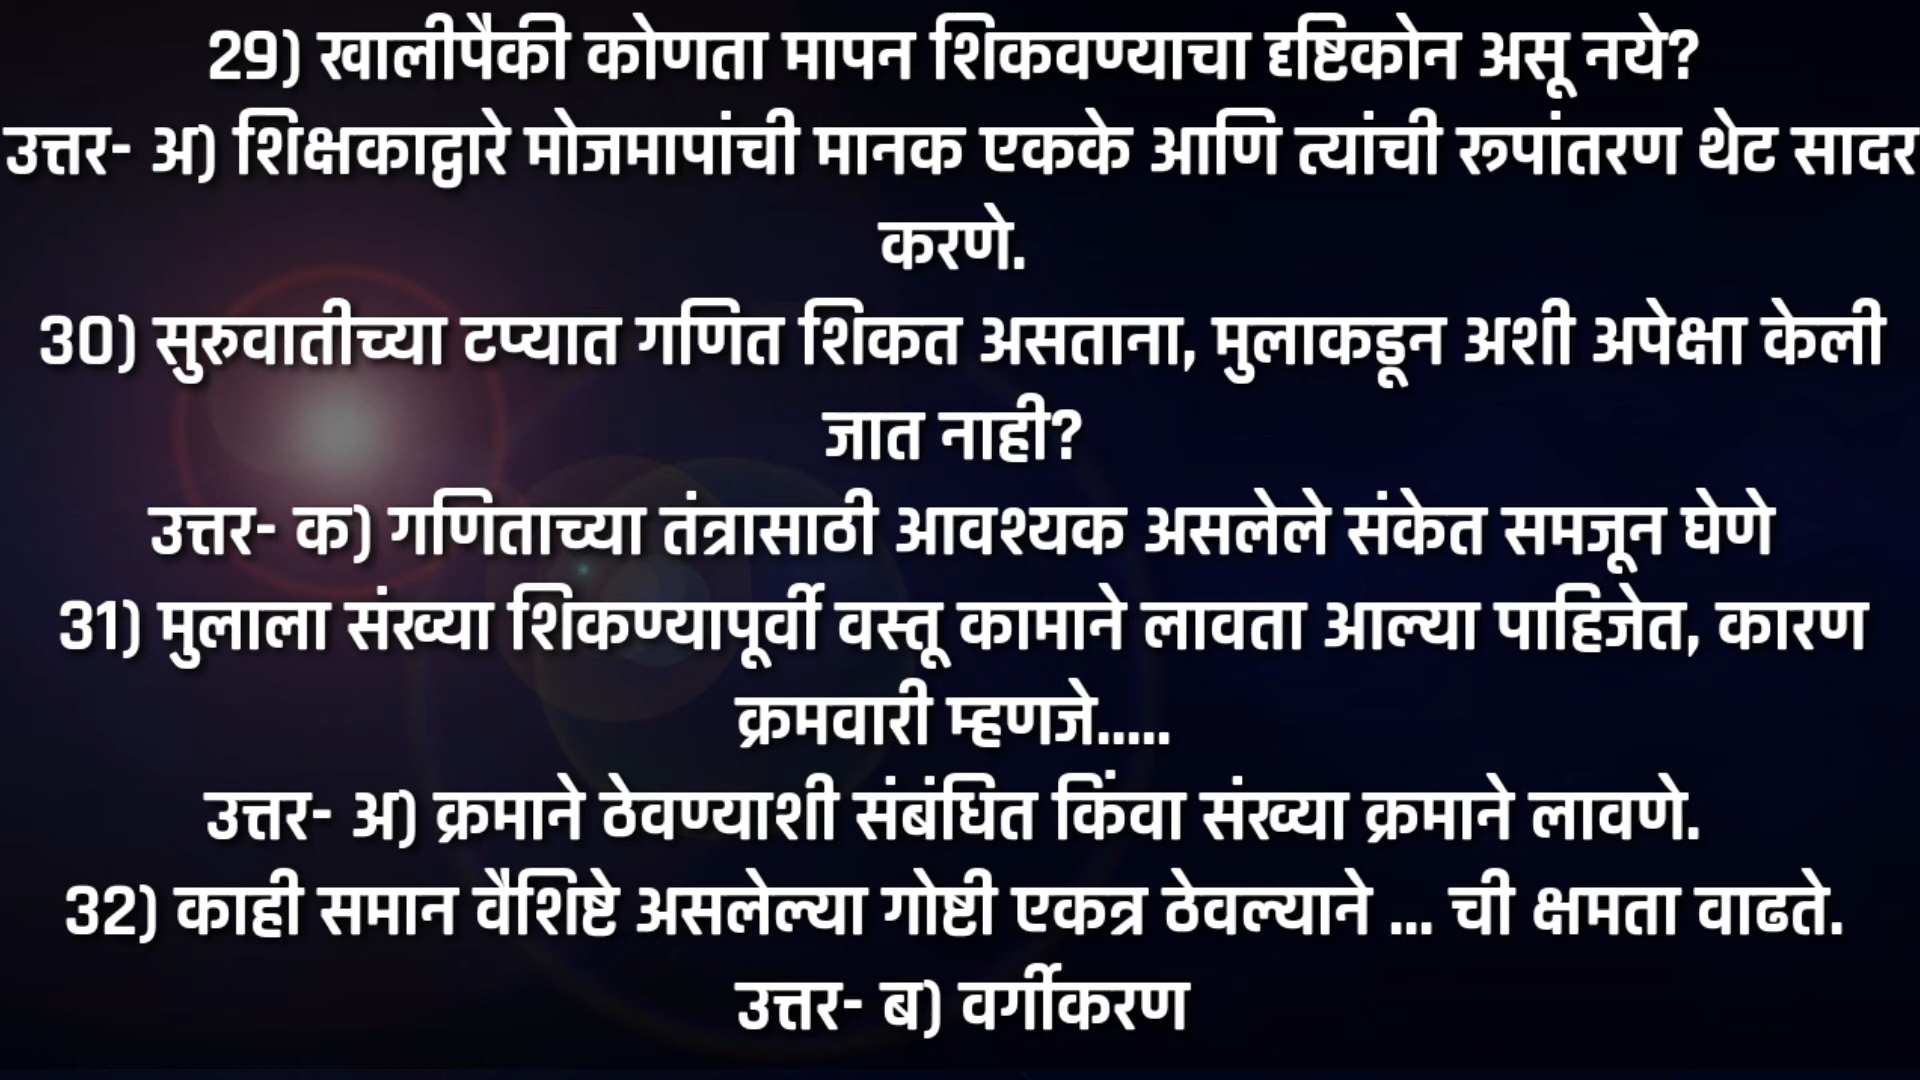 29) खालीपैकी कोणता मापन शिकवण्याचा दृष्टिकोन असू नये?
उत्तर- अ) शिक्षकाद्वारे मोजमापांची मानक एकके आणि त्यांची रूपांतरण थेट सादर
करणे.
30) सुरुवातीच्या टप्यात गणित शिकत असताना, मुलाकडून अशी अपेक्षा केली
जात नाही?
उत्तर- क) गणिताच्या तंत्रासाठी आवश्यक असलेले संकेत समजून घेणे
31) मुलाला संख्या शिकण्यापूर्वी वस्तू कामाने लावता आल्या पाहिजेत, कारण
क्रमवारी म्हणजे.....
उत्तर- अ) क्रमाने ठेवण्याशी संबंधित किंवा संख्या क्रमाने लावणे.
32) काही समान वैशिष्टे असलेल्या गोष्टी एकत्र ठेवल्याने ... ची क्षमता वाढते.
उत्तर- ब) वर्गीकरण